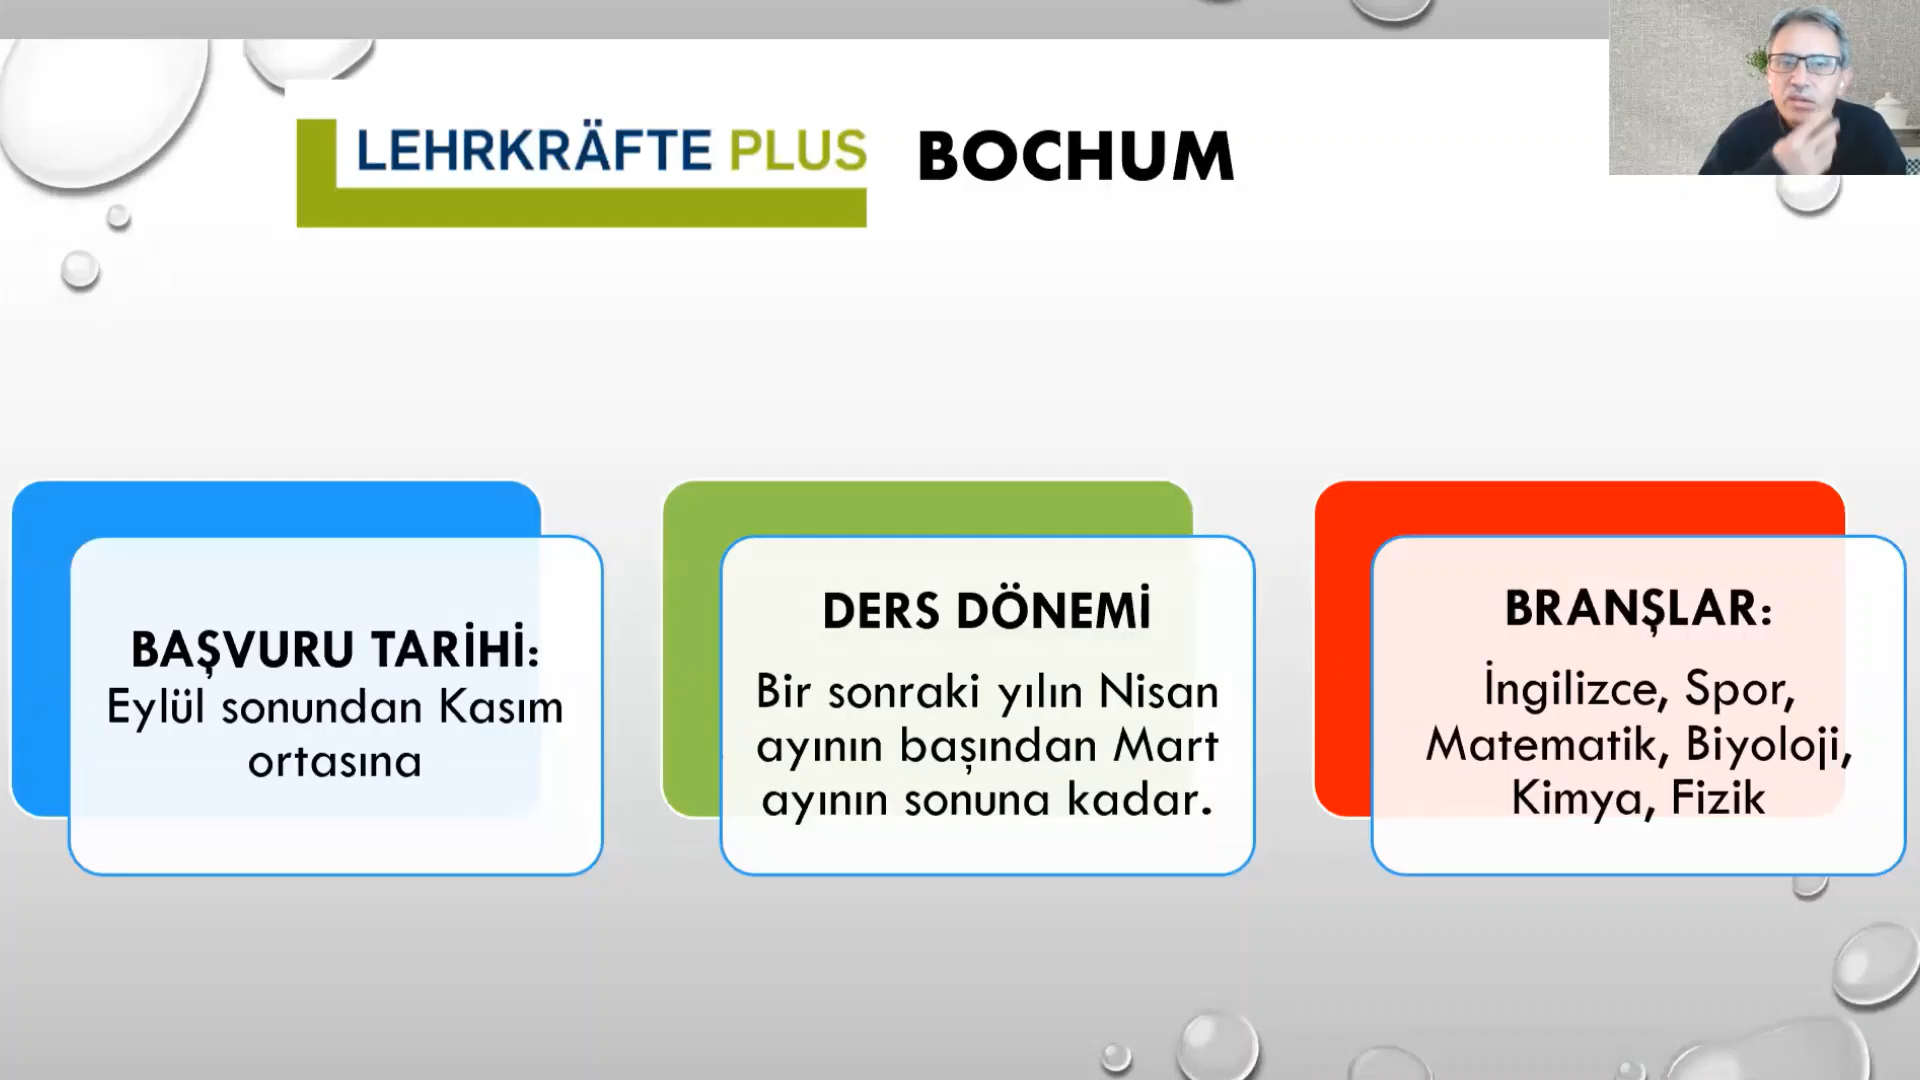 LEHRKRÄFTE PLUS BOCHUM
BAŞVURU TARİHİ:
Eylül sonundan Kasım
ortasına
DERS DÖNEMİ
Bir sonraki yılın Nisan
ayının başından Mart
ayının sonuna kadar.
BRANŞLAR:
İngilizce, Spor,
Matematik, Biyoloji,
Kimya, Fizik